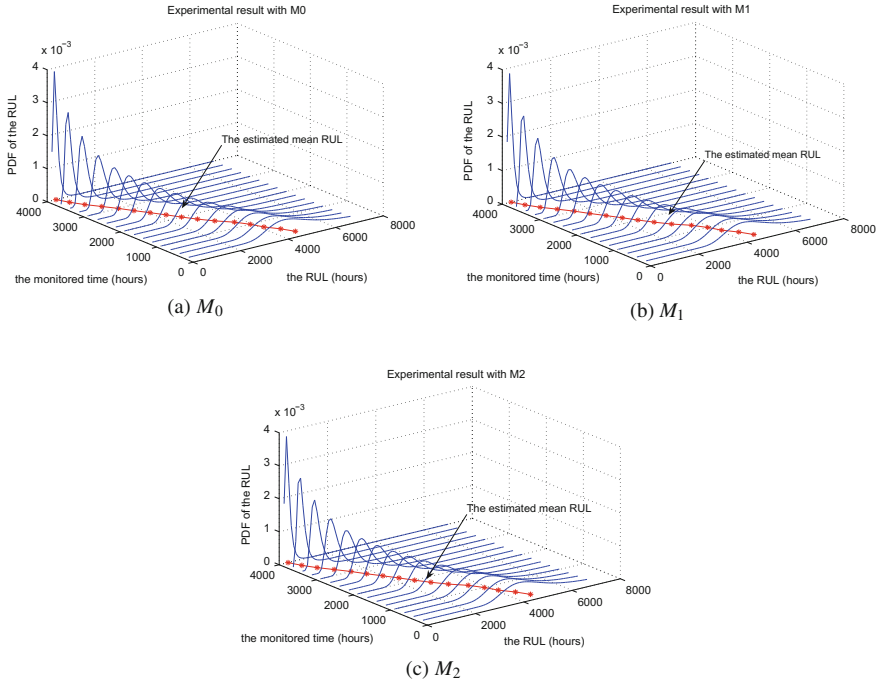 Experimental result with M0
x 10⁻³
4
3
2
1
0
PDF of the RUL
The estimated mean RUL
4000
3000
2000
1000
0
the monitored time (hours)
0
2000
4000
6000
8000
the RUL (hours)
(a) M₀
Experimental result with M1
x 10⁻³
4
3
2
1
0
PDF of the RUL
The estimated mean RUL
4000
3000
2000
1000
0
the monitored time (hours)
0
2000
4000
6000
8000
the RUL (hours)
(b) M₁
Experimental result with M2
x 10⁻³
4
3
2
1
0
PDF of the RUL
The estimated mean RUL
4000
3000
2000
1000
0
the monitored time (hours)
0
2000
4000
6000
8000
the RUL (hours)
(c) M₂